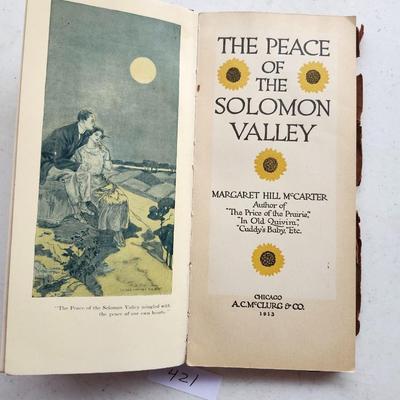 "The Peace of the Solomon Valley mingled with
the peace of our own hearts."
THE PEACE
OF
THE
SOLOMON
VALLEY
MARGARET HILL McCARTER
Author of
"The Price of the Prairie,"
"In Old Quivira,"
"Cuddy's Baby," Etc.
CHICAGO
A.C. McCLURG & CO.
1913
421